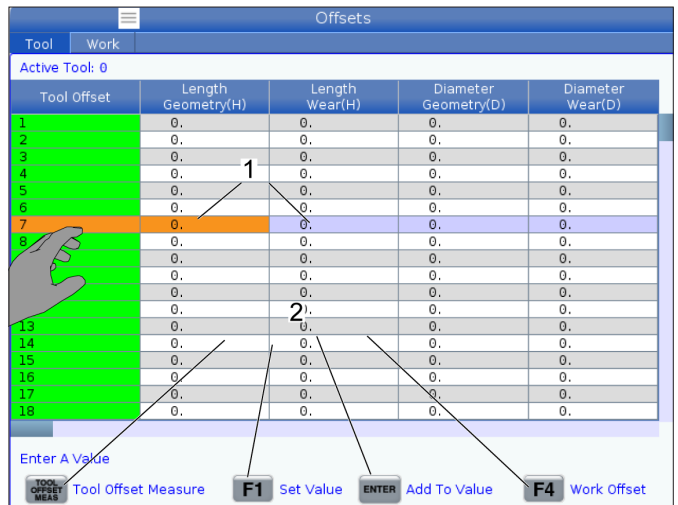 Offsets
Tool Work
Active Tool: 0
Tool Offset Length Geometry(H) Length Wear(H) Diameter Geometry(D) Diameter Wear(D)
1 0. 0. 0. 0.
2 0. 0. 0. 0.
3 0. 0. 0. 0.
4 0. 0. 0. 0.
1
5 0. 0. 0. 0.
6 0. 0. 0. 0.
7 0. 0. 0. 0.
8 0. 0. 0. 0.
0. 0. 0. 0.
0. 0. 0. 0.
0. 0. 0. 0.
0. 0. 0.
2
13 0. 0. 0. 0.
14 0. 0. 0. 0.
15 0. 0. 0. 0.
16 0. 0. 0. 0.
17 0. 0. 0. 0.
18 0. 0. 0. 0.
Enter A Value
TOOL OFFSET MEAS Tool Offset Measure F1 Set Value ENTER Add To Value F4 Work Offset